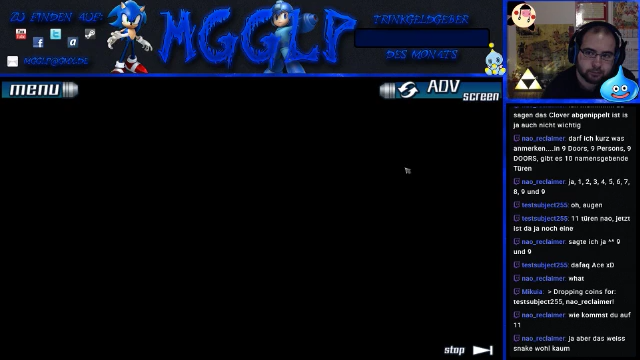 ZU FINDEN AUF:
MGGLP@GMX.DE
MGGLP
TRINKGELDGEBER
DES MONATS
menu
ADV
screen
sagen das Clover abgenippelt ist is
ja auch nicht wichtig
nao_reclaimer: darf ich kurz was
anmerken....in 9 Doors, 9 Persons, 9
DOORS, gibt es 10 namensgebende
Türen
nao_reclaimer: ja, 1, 2, 3, 4, 5, 6, 7,
8, 9 und 9
testsubject255: oh, augen
testsubject255: 11 türen nao, jetzt
ist da ja noch eine
nao_reclaimer: sagte ich ja ^^ 9
und 9
testsubject255: dafaq Ace xD
nao_reclaimer: what
Mikuia: > Dropping coins for:
testsubject255, nao_reclaimer!
nao_reclaimer: wie kommst du auf
11
nao_reclaimer: ja aber das weiss
snake wohl kaum
stop